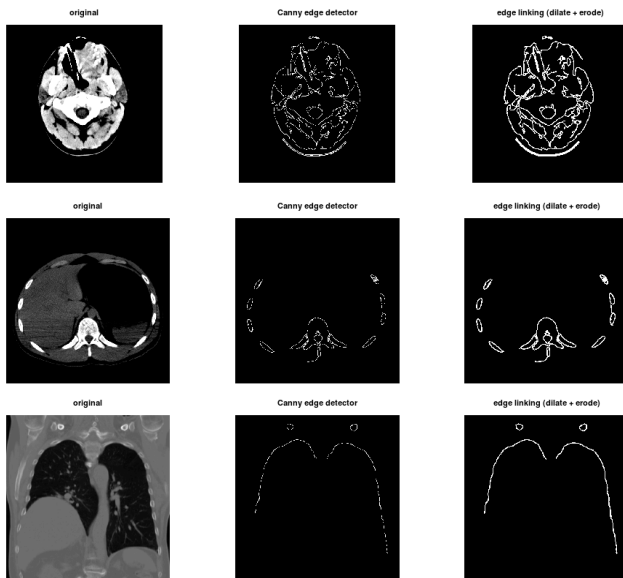 original
Canny edge detector
edge linking (dilate + erode)
original
Canny edge detector
edge linking (dilate + erode)
original
Canny edge detector
edge linking (dilate + erode)